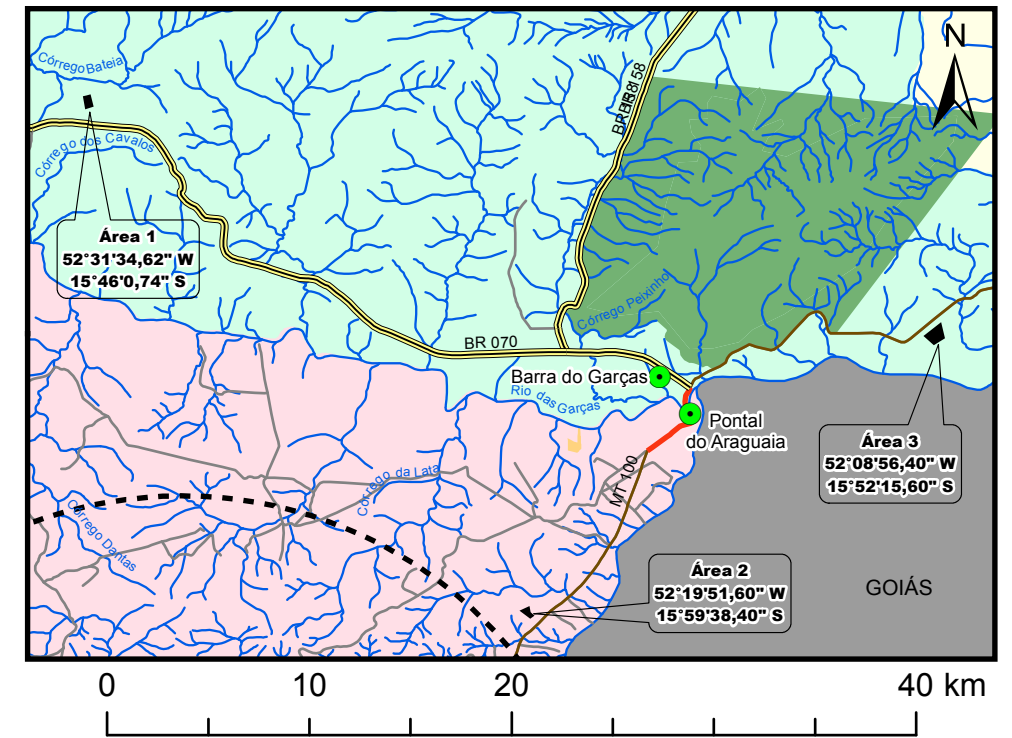 Córrego Bateia
N
BR 158
Córrego dos Cavalos
Área 1
52°31'34,62" W
15°46'0,74" S
Córrego Peixinho
BR 070
Barra do Garças
Rio das Garças
Pontal
do Araguaia
Área 3
52°08'56,40" W
15°52'15,60" S
MT 100
Córrego da Lata
Córrego Dantas
Área 2
52°19'51,60" W
15°59'38,40" S
GOIÁS
0 10 20 40 km